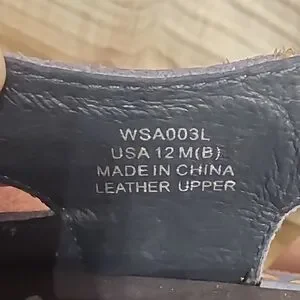 WSA003L
USA 12 M(B)
MADE IN CHINA
LEATHER UPPER